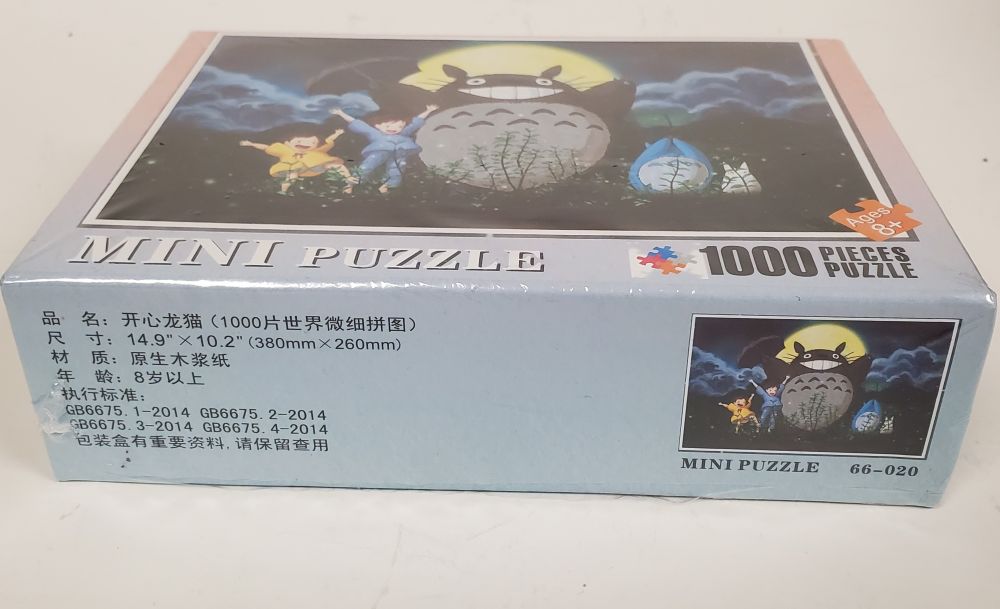 Ages
8+
MINI PUZZLE
1000 PIECES
PUZZLE
品 名：开心龙猫（1000片世界微细拼图）
尺 寸：14.9"×10.2"(380mm×260mm)
材 质：原生木浆纸
年 龄：8岁以上
执行标准：
GB6675.1-2014 GB6675.2-2014
GB6675.3-2014 GB6675.4-2014
包装盒有重要资料,请保留查用
MINI PUZZLE 66-020